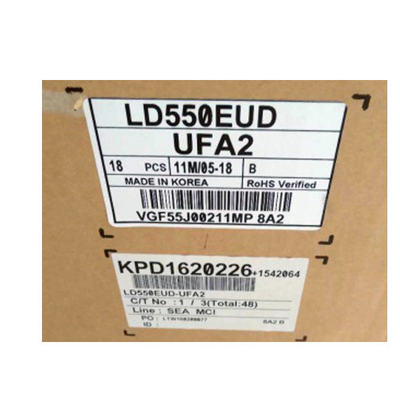 LD550EUD
UFA2
18 PCS 11M/05-18 B
MADE IN KOREA RoHS Verified
VGF55J00211MP 8A2
KPD1620226+1542064
LD550EUD-UFA2
C/T No : 1 / 3(Total:48)
Line : SEA MCI
PO : 8A2 B
ID :